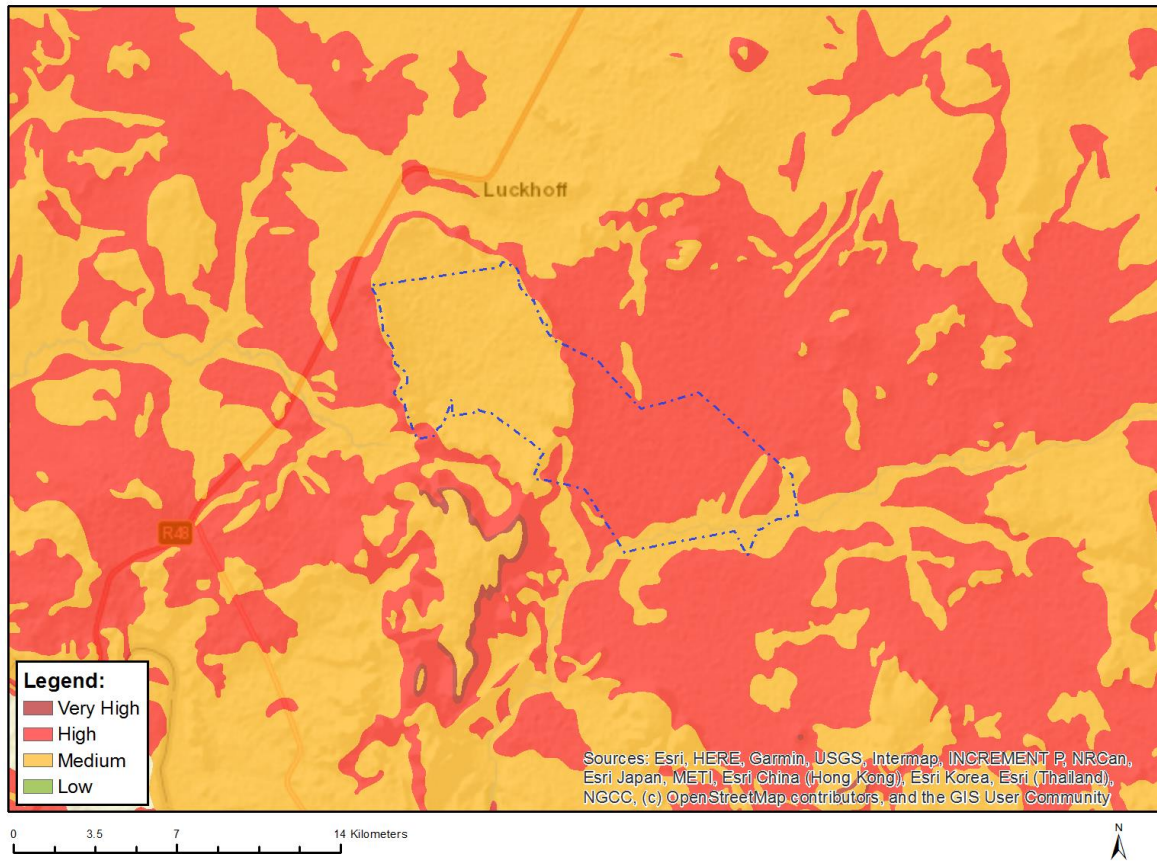 Luckhoff
R48
Legend:
Very High
High
Medium
Low
Sources: Esri, HERE, Garmin, USGS, Intermap, INCREMENT P, NRCan,
Esri Japan, METI, Esri China (Hong Kong), Esri Korea, Esri (Thailand),
NGCC, (c) OpenStreetMap contributors, and the GIS User Community
0 3.5 7 14 Kilometers
N